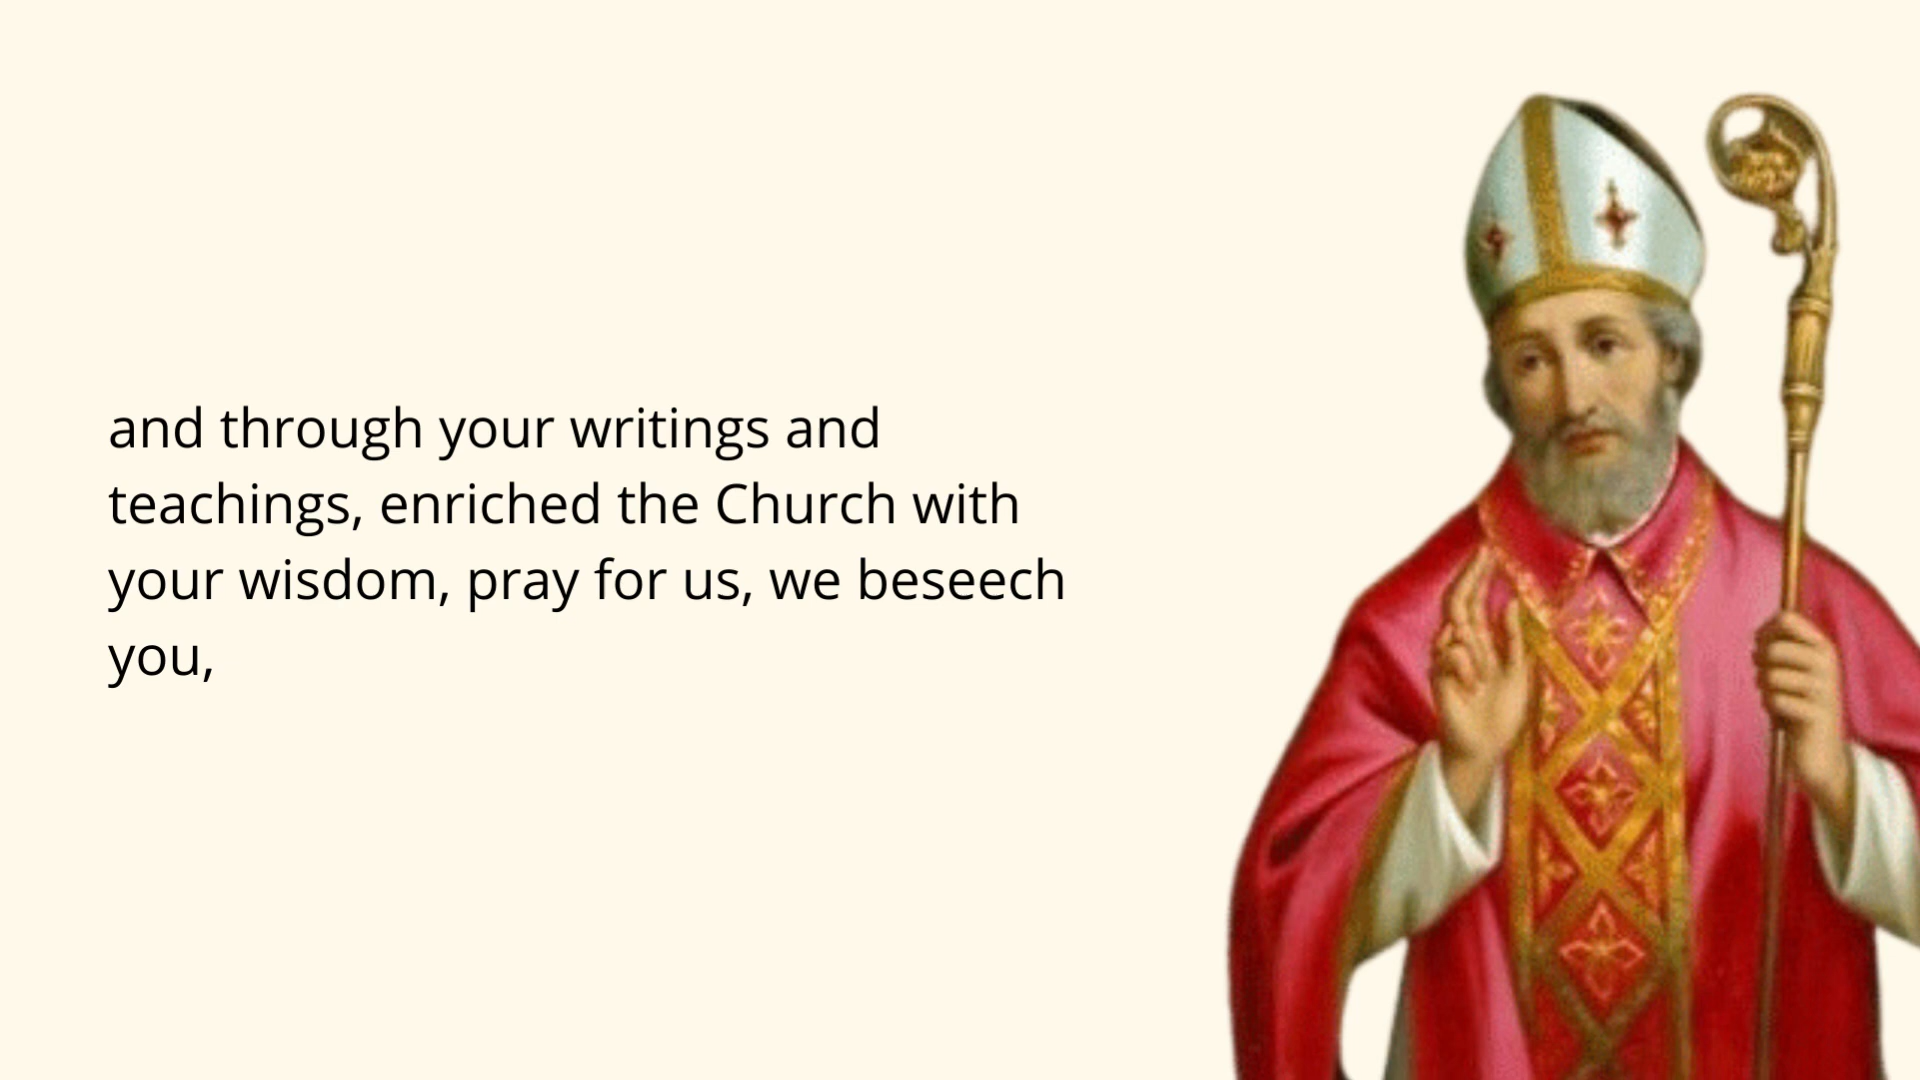 and through your writings and
teachings, enriched the Church with
your wisdom, pray for us, we beseech
you,